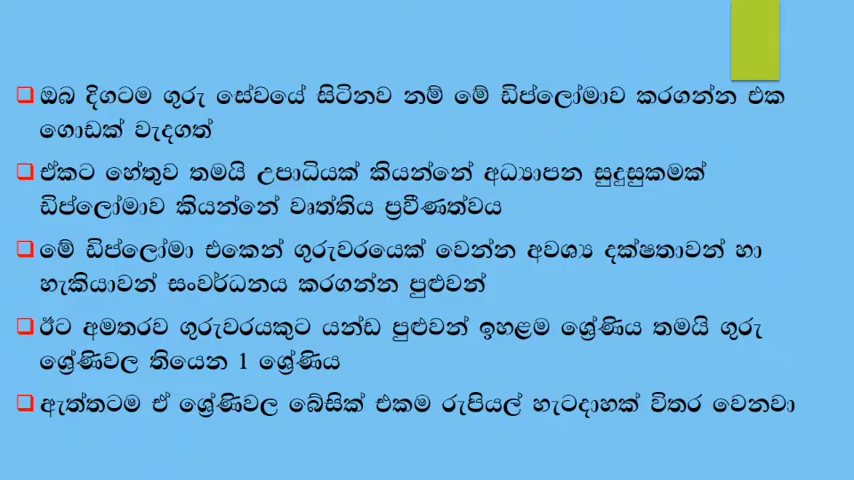 ඔබ දිගටම ගුරු සේවයේ සිටිනව නම් මේ ඩිප්ලෝමාව කරගන්න එක
ගොඩක් වැදගත්
ඒකට හේතුව තමයි උපාධියක් කියන්නේ අධ්‍යාපන සුදුසුකමක්
ඩිප්ලෝමාව කියන්නේ වෘත්තිය ප්‍රවීණත්වය
මේ ඩිප්ලෝමා එකෙන් ගුරුවරයෙක් වෙන්න අවශ්‍ය දක්ෂතාවන් හා
හැකියාවන් සංවර්ධනය කරගන්න පුළුවන්
ඊට අමතරව ගුරුවරයකුට යන්ඩ පුළුවන් ඉහළම ශ්‍රේණිය තමයි ගුරු
ශ්‍රේණිවල තියෙන 1 ශ්‍රේණිය
ඇත්තටම ඒ ශ්‍රේණිවල බේසික් එකම රුපියල් හැටදාහක් විතර වෙනවා